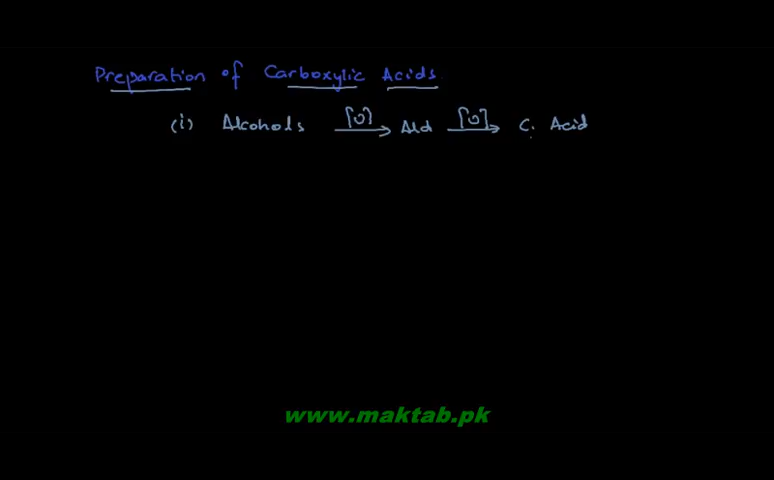 Preparation of Carboxylic Acids.
(i) Alcohols [O]→ Ald [O]→ C. Acid
www.maktab.pk